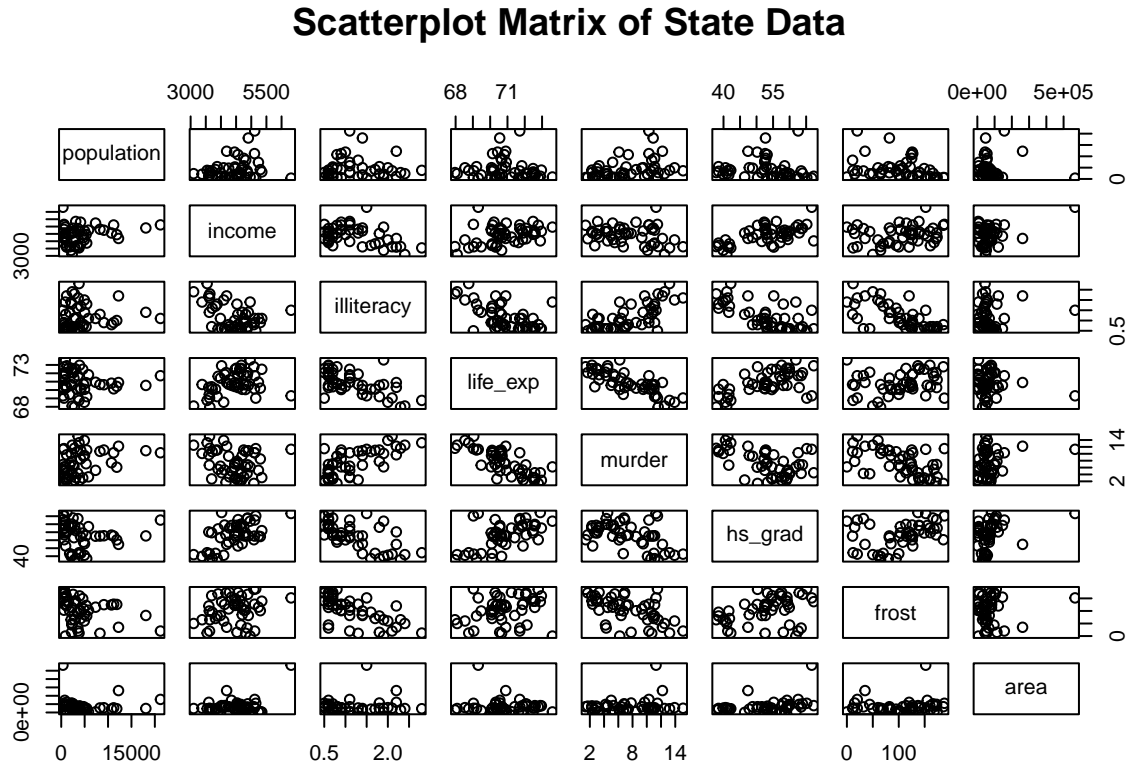 Scatterplot Matrix of State Data
3000 5500 68 71 40 55 0e+00 5e+05
population 0
3000 income
illiteracy 0.5
68 73 life_exp
murder 2 14
40 hs_grad
frost 0
0e+00 area
0 15000 0.5 2.0 2 8 14 0 100